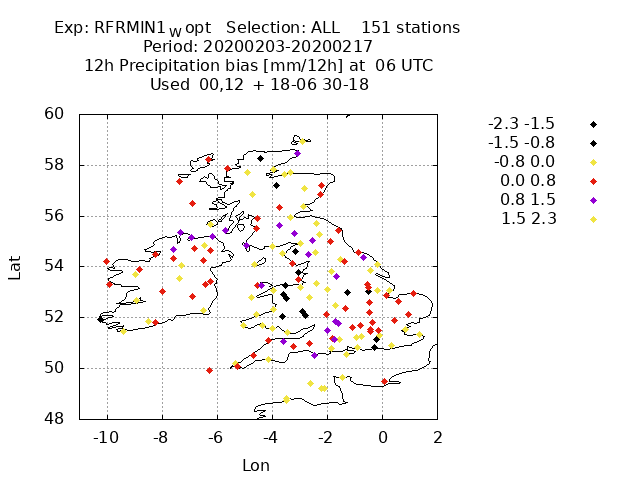 Exp: RFRMIN1_W opt   Selection: ALL    151 stations
Period: 20200203-20200217
12h Precipitation bias [mm/12h] at  06 UTC
Used  00,12  + 18-06 30-18
-2.3 -1.5
-1.5 -0.8
-0.8 0.0
0.0 0.8
0.8 1.5
1.5 2.3
60
58
56
54
52
50
48
Lat
-10 -8 -6 -4 -2 0 2
Lon